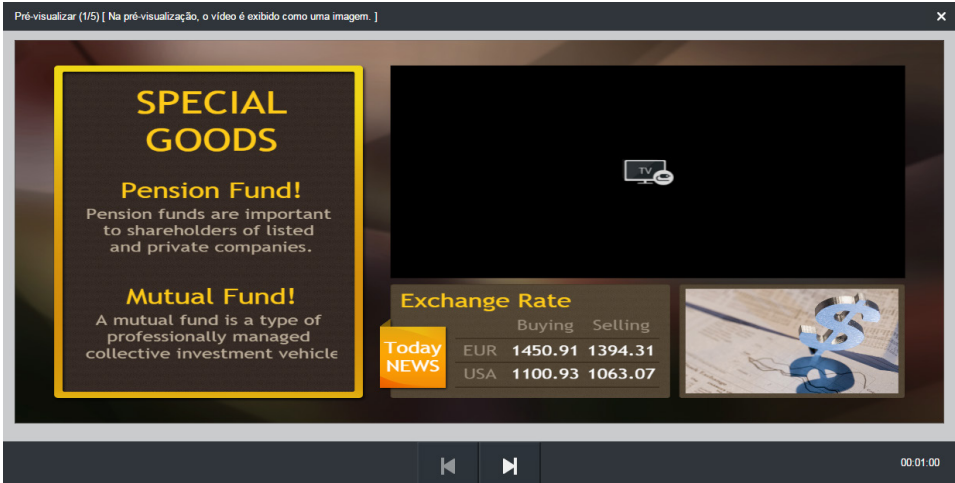 Pré-visualizar (1/5) [ Na pré-visualização, o vídeo é exibido como uma imagem. ]
SPECIAL
GOODS
Pension Fund!
Pension funds are important
to shareholders of listed
and private companies.
Mutual Fund!
A mutual fund is a type of
professionally managed
collective investment vehicle
TV
Exchange Rate
Buying Selling
Today
NEWS
EUR 1450.91 1394.31
USA 1100.93 1063.07
00:01:00